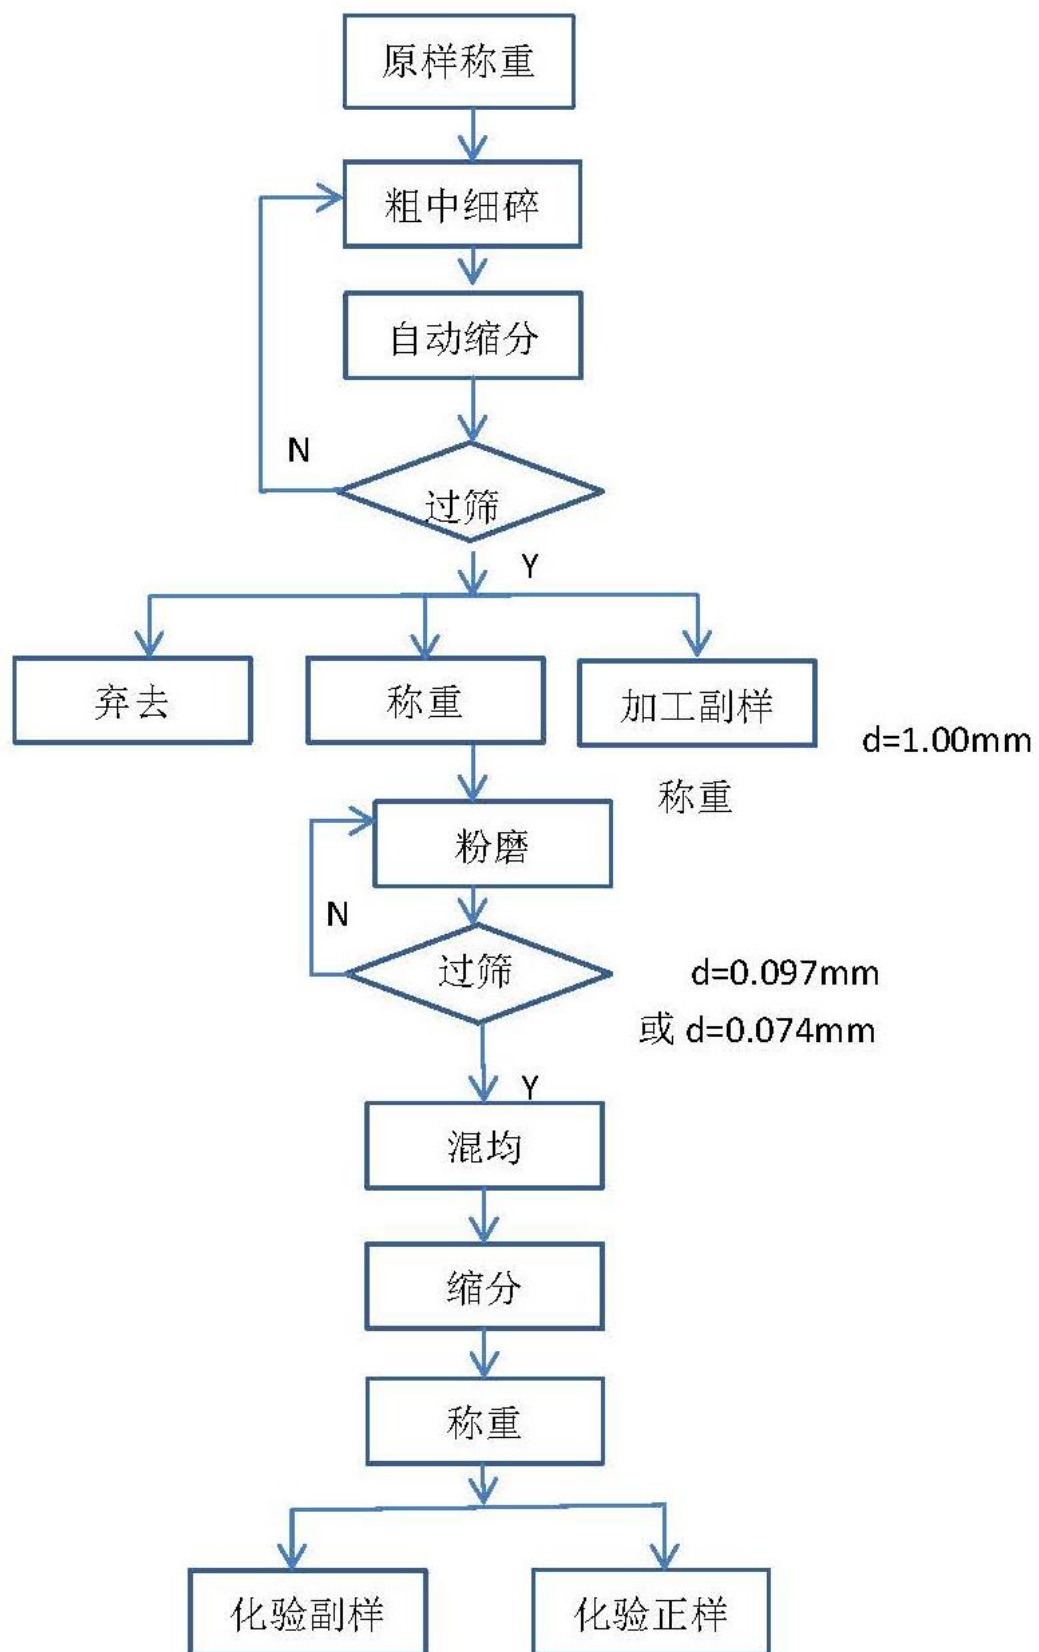 原样称重
粗中细碎
自动缩分
N
过筛
Y
弃去
称重
加工副样
d=1.00mm
称重
粉磨
N
过筛
d=0.097mm
或 d=0.074mm
Y
混均
缩分
称重
化验副样
化验正样